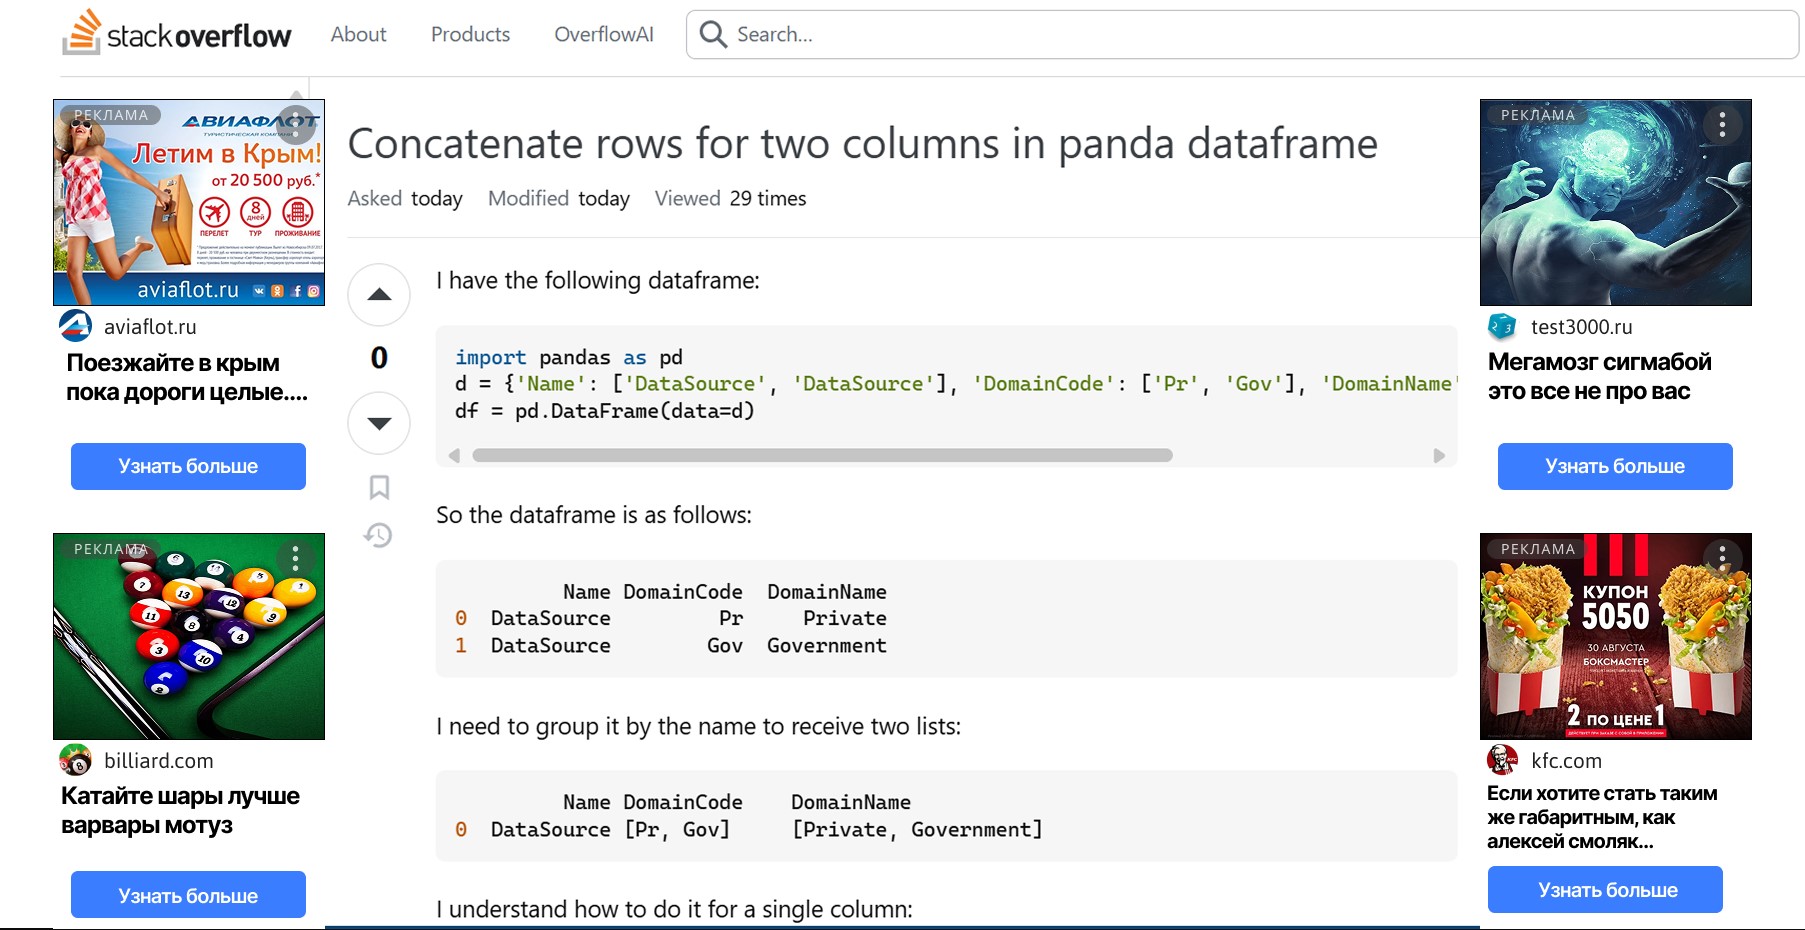 stackoverflow
About
Products
OverflowAI
Search...
РЕКЛАМА
АВИАФЛОТ
ТУРИСТИЧЕСКАЯ КОМПАНИЯ
Летим в Крым!
от 20 500 руб.*
8
дней
ПЕРЕЛЕТ
ТУР
ПРОЖИВАНИЕ
aviaflot.ru
aviaflot.ru
Поезжайте в крым
пока дороги целые....
Узнать больше
РЕКЛАМА
billiard.com
Катайте шары лучше
варвары мотуз
Узнать больше
Concatenate rows for two columns in panda dataframe
Asked today Modified today Viewed 29 times
0
I have the following dataframe:
import pandas as pd
d = {'Name': ['DataSource', 'DataSource'], 'DomainCode': ['Pr', 'Gov'], 'DomainName'
df = pd.DataFrame(data=d)
So the dataframe is as follows:
Name DomainCode DomainName
0 DataSource Pr Private
1 DataSource Gov Government
I need to group it by the name to receive two lists:
Name DomainCode DomainName
0 DataSource [Pr, Gov] [Private, Government]
I understand how to do it for a single column:
РЕКЛАМА
test3000.ru
Мегамозг сигмабой
это все не про вас
Узнать больше
РЕКЛАМА
КУПОН
5050
30 АВГУСТА
БОКСМАСТЕР
2 ПО ЦЕНЕ 1
kfc.com
Если хотите стать таким
же габаритным, как
алексей смоляк...
Узнать больше